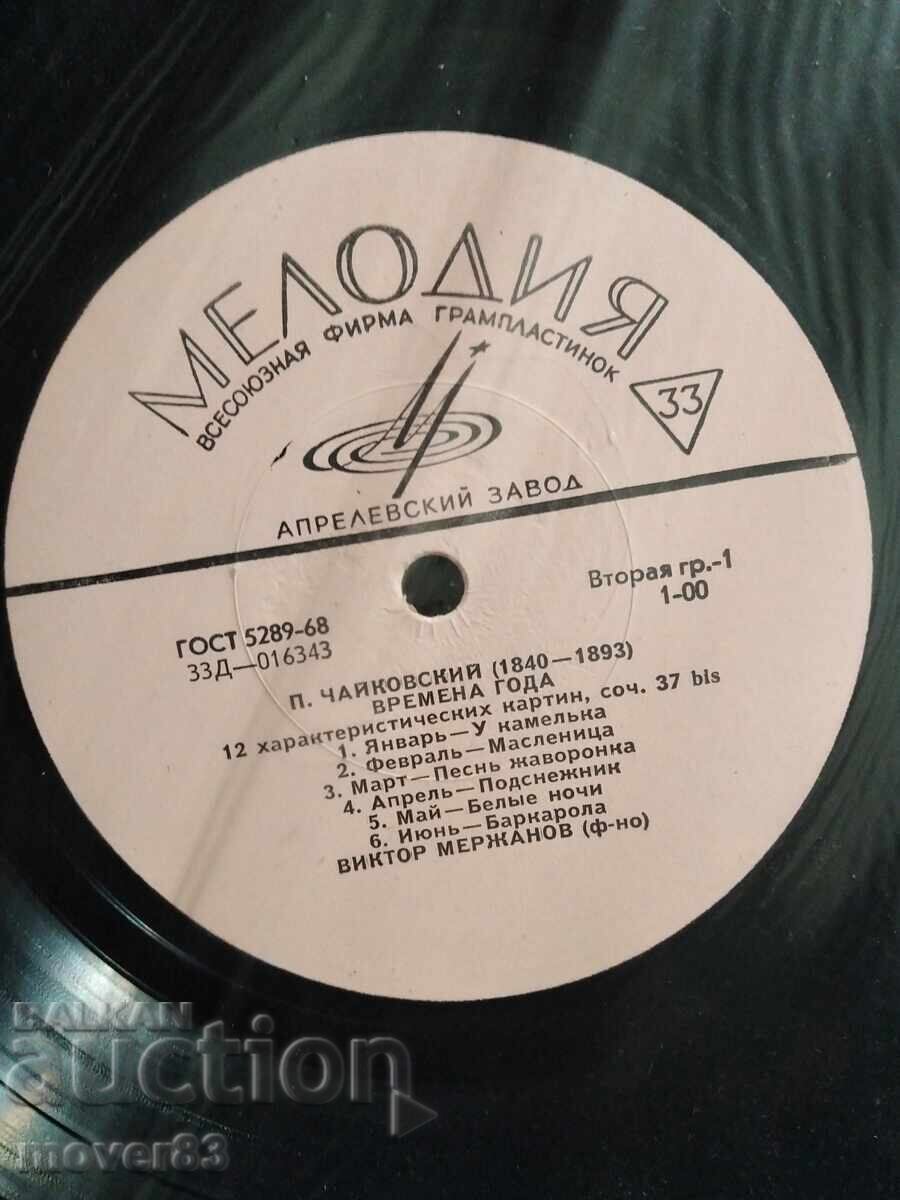 МЕЛОДИЯ
ВСЕСОЮЗНАЯ ФИРМА ГРАМПЛАСТИНОК
33
АПРЕЛЕВСКИЙ ЗАВОД
Вторая гр.-1
1-00
ГОСТ 5289-68
33Д—016343
П. ЧАЙКОВСКИЙ (1840—1893)
ВРЕМЕНА ГОДА
12 характеристических картин, соч. 37 bis
1. Январь—У камелька
2. Февраль—Масленица
3. Март—Песнь жаворонка
4. Апрель—Подснежник
5. Май—Белые ночи
6. Июнь—Баркарола
ВИКТОР МЕРЖАНОВ (ф-но)
BALKAN
auction
mover83